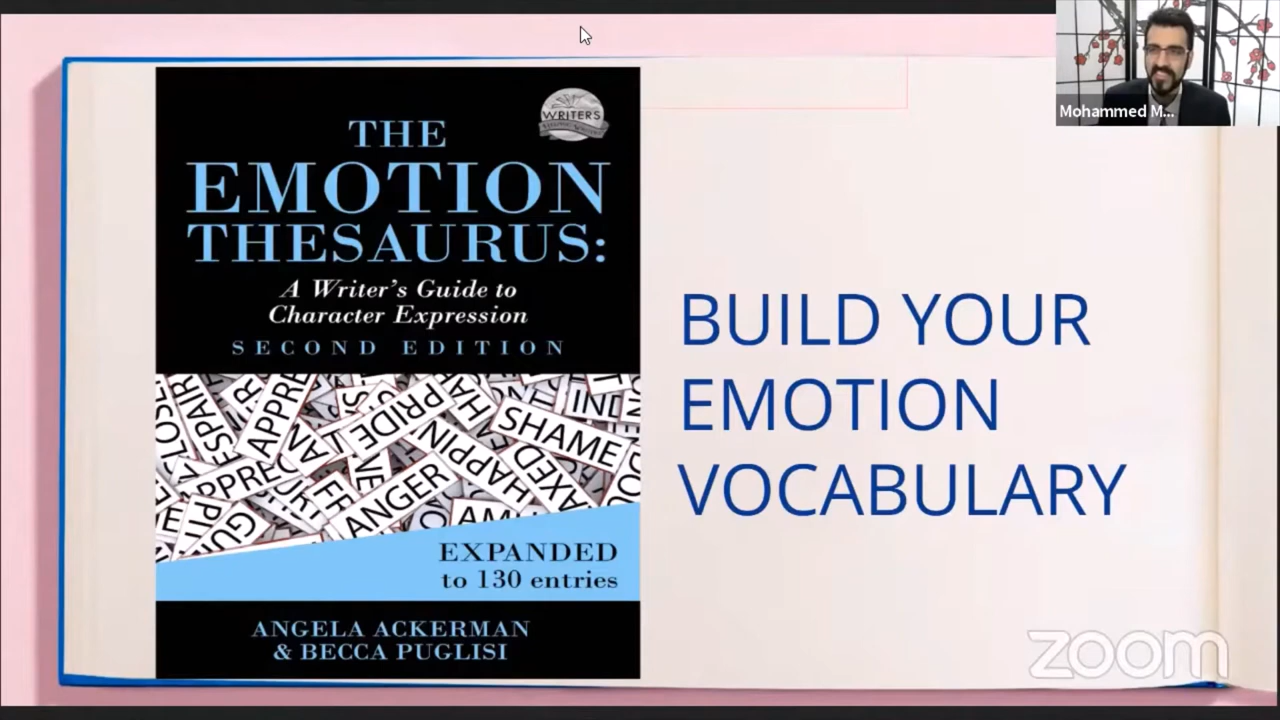 WRITERS
THE
EMOTION
THESAURUS:
A Writer's Guide to
Character Expression
SECOND EDITION
PRIDE
SHAME
ANGER
EXPANDED
to 130 entries
ANGELA ACKERMAN
& BECCA PUGLISI
BUILD YOUR
EMOTION
VOCABULARY
Mohammed M...
zoom